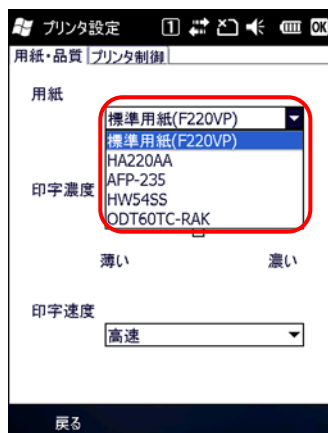 プリンタ設定 1 OK
用紙・品質 プリンタ制御
用紙
標準用紙(F220VP)
標準用紙(F220VP)
HA220AA
AFP-235
印字濃度
HW54SS
ODT60TC-RAK
薄い 濃い
印字速度
高速
戻る